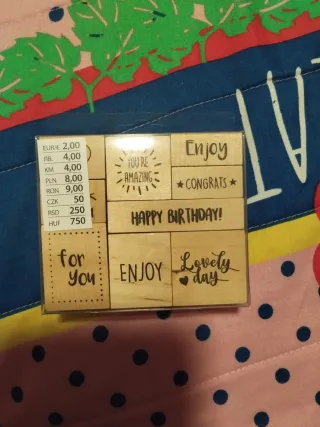 EUR/€ 2,00
BR. 4,00
KM 4,00
PLN 8,00
RON 9,00
CZK 50
RSD 250
HUF 750
YOU'RE
AMAZING
Enjoy
★CONGRATS★
HAPPY BIRTHDAY!
for
you
ENJOY
Lovely
day